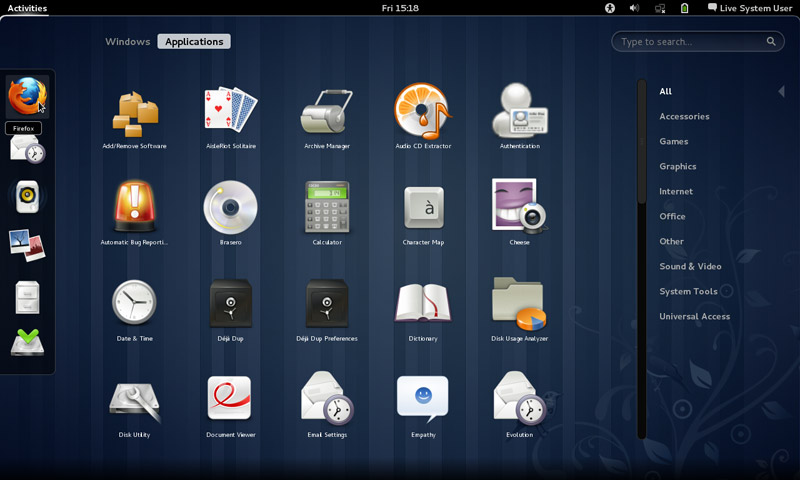 Activities
Fri 15:18
Live System User
Windows
Applications
Type to search...
Firefox
Add/Remove Software
AisleRiot Solitaire
Archive Manager
Audio CD Extractor
Authentication
Automatic Bug Reporti...
Brasero
Calculator
Character Map
Cheese
Date & Time
Déjà Dup
Déjà Dup Preferences
Dictionary
Disk Usage Analyzer
Disk Utility
Document Viewer
Email Settings
Empathy
Evolution
All
Accessories
Games
Graphics
Internet
Office
Other
Sound & Video
System Tools
Universal Access
à
A